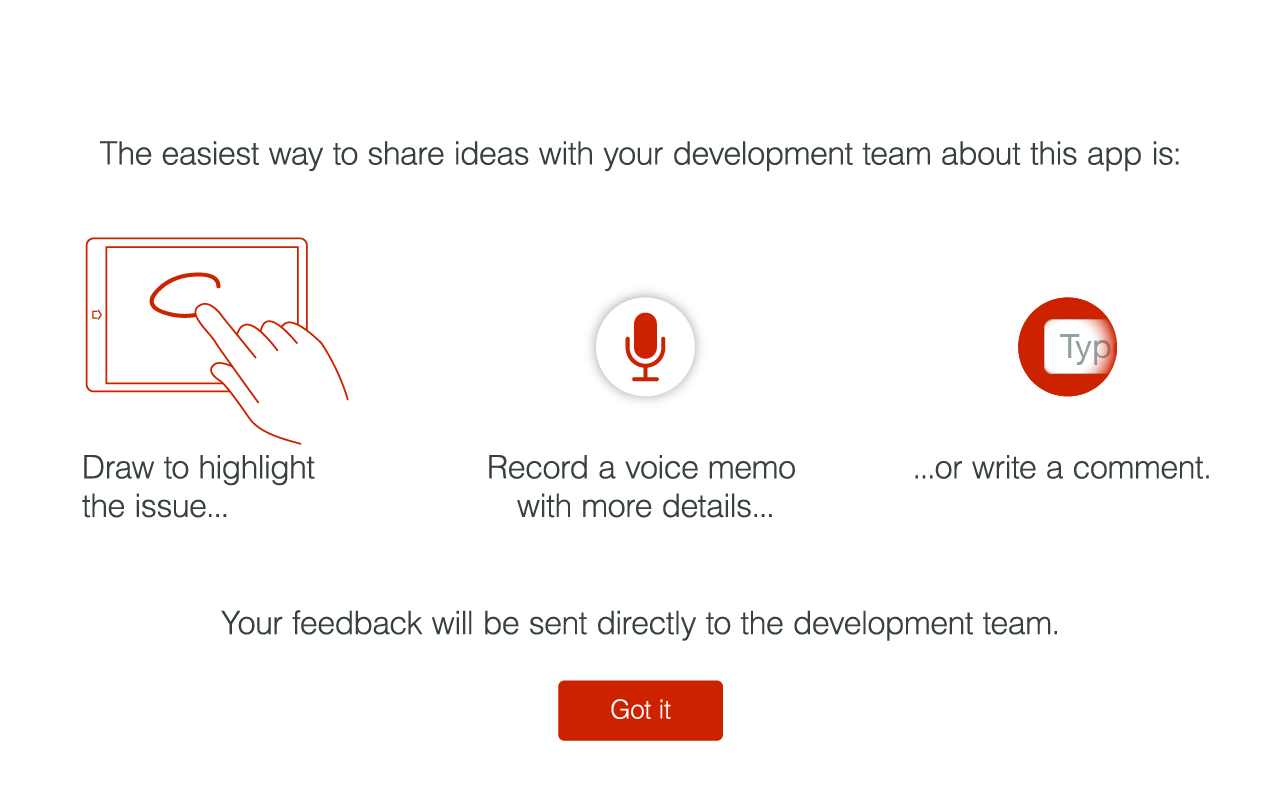 The easiest way to share ideas with your development team about this app is:
Typ
Draw to highlight
the issue...
Record a voice memo
with more details...
...or write a comment.
Your feedback will be sent directly to the development team.
Got it